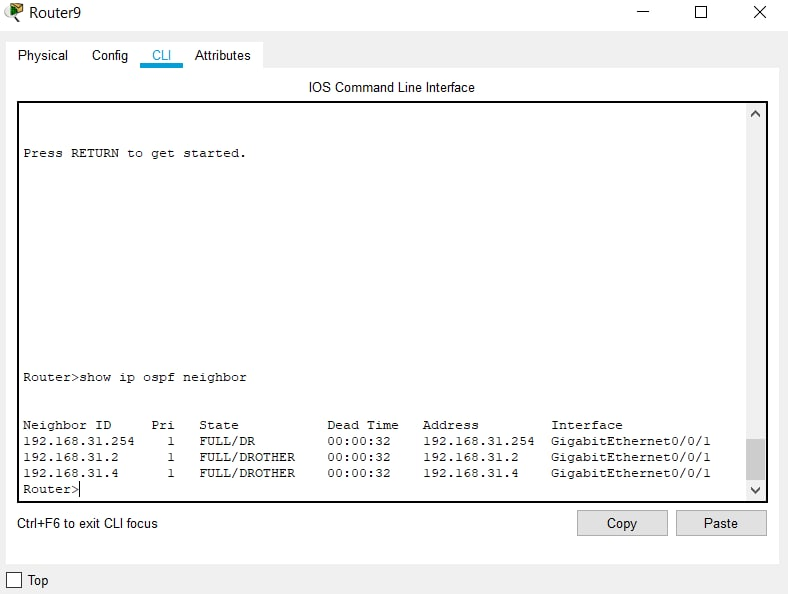 Router9
Physical Config CLI Attributes
IOS Command Line Interface
Press RETURN to get started.
Router>show ip ospf neighbor
Neighbor ID Pri State Dead Time Address Interface
192.168.31.254 1 FULL/DR 00:00:32 192.168.31.254 GigabitEthernet0/0/1
192.168.31.2 1 FULL/DROTHER 00:00:32 192.168.31.2 GigabitEthernet0/0/1
192.168.31.4 1 FULL/DROTHER 00:00:32 192.168.31.4 GigabitEthernet0/0/1
Router>
Ctrl+F6 to exit CLI focus Copy Paste
Top